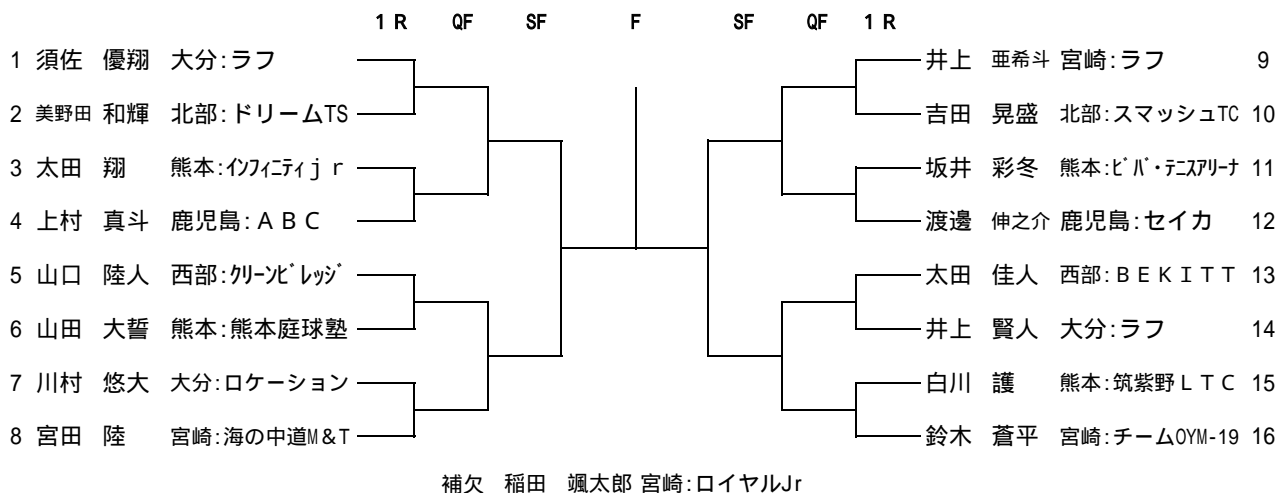 1 R QF SF F SF QF 1 R
1 須佐 優翔 大分:ラフ
2 美野田 和輝 北部:ドリームTS
3 太田 翔 熊本:インフィニティｊｒ
4 上村 真斗 鹿児島:ＡＢＣ
5 山口 陸人 西部:ｸﾘｰﾝﾋﾞﾚｯｼﾞ
6 山田 大誓 熊本:熊本庭球塾
7 川村 悠大 大分:ロケーション
8 宮田 陸 宮崎:海の中道M&T
井上 亜希斗 宮崎:ラフ 9
吉田 晃盛 北部:スマッシュTC 10
坂井 彩冬 熊本:ﾋﾞﾊﾞ・ﾃﾆｽｱﾘｰﾅ 11
渡邊 伸之介 鹿児島:セイカ 12
太田 佳人 西部:ＢＥＫＩＴＴ 13
井上 賢人 大分:ラフ 14
白川 護 熊本:筑紫野ＬＴＣ 15
鈴木 蒼平 宮崎:チームOYM-19 16
補欠 稲田 颯太郎 宮崎:ロイヤルJr